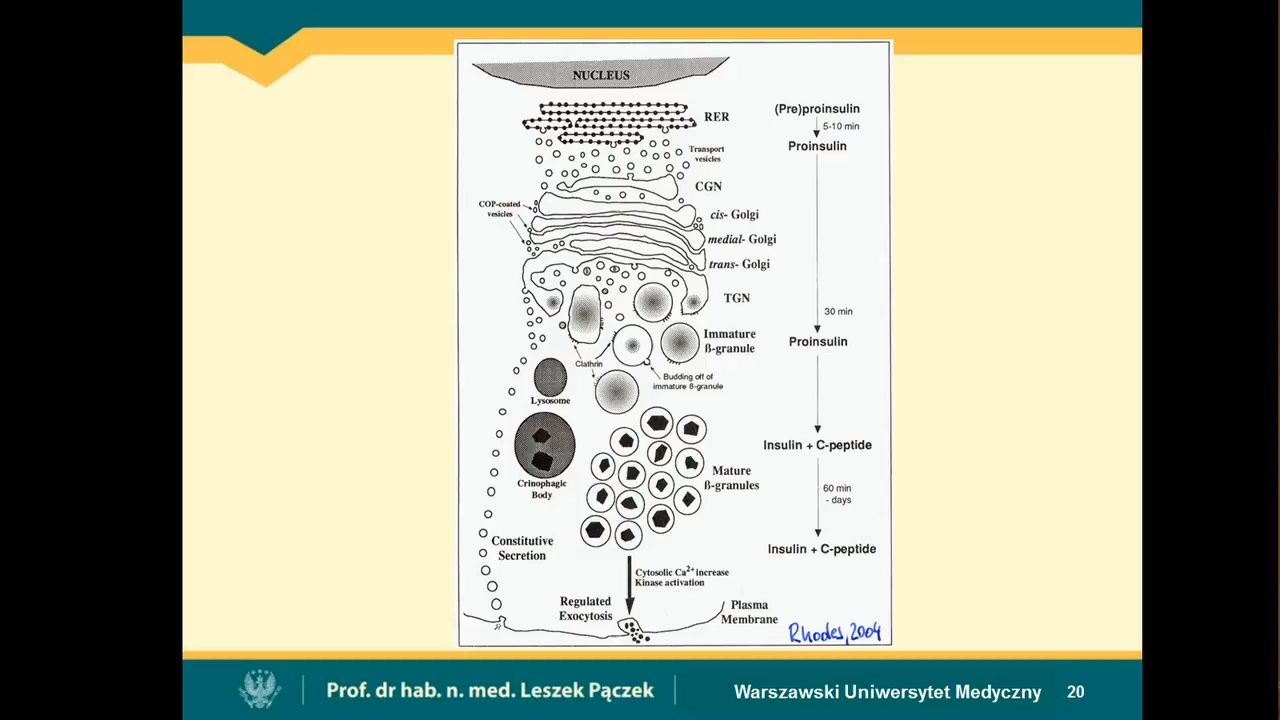 NUCLEUS
RER
Transport
vesicles
CGN
COP-coated
vesicles
cis- Golgi
medial- Golgi
trans- Golgi
TGN
Immature
ß-granule
Clathrin
Budding off of
immature ß-granule
Lysosome
Crinophagic
Body
Mature
ß-granules
Constitutive
Secretion
Cytosolic Ca2+ increase
Kinase activation
Regulated
Exocytosis
Plasma
Membrane
(Pre)proinsulin
5-10 min
Proinsulin
30 min
Proinsulin
Insulin + C-peptide
60 min
- days
Insulin + C-peptide
Rhodes, 2004
Prof. dr hab. n. med. Leszek Pączek
Warszawski Uniwersytet Medyczny 20